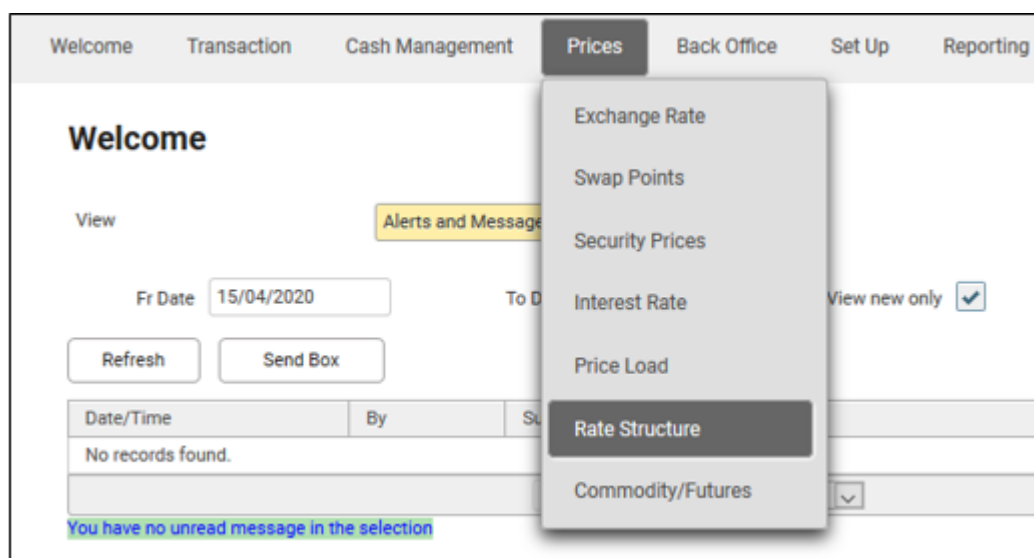 Welcome Transaction Cash Management Prices Back Office Set Up Reporting
Exchange Rate
Welcome
Swap Points
View Alerts and Message
Security Prices
Fr Date 15/04/2020 To D Interest Rate View new only
Refresh Send Box Price Load
Date/Time By Su Rate Structure
No records found.
Commodity/Futures
You have no unread message in the selection